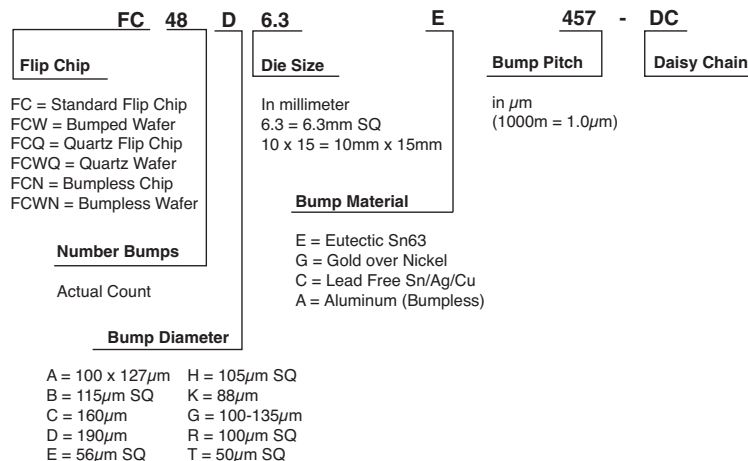 FC 48 D 6.3 E 457 - DC
Flip Chip
FC = Standard Flip Chip
FCW = Bumped Wafer
FCQ = Quartz Flip Chip
FCWQ = Quartz Wafer
FCN = Bumpless Chip
FCWN = Bumpless Wafer
Number Bumps
Actual Count
Bump Diameter
A = 100 x 127µm H = 105µm SQ
B = 115µm SQ K = 88µm
C = 160µm G = 100-135µm
D = 190µm R = 100µm SQ
E = 56µm SQ T = 50µm SQ
Die Size
In millimeter
6.3 = 6.3mm SQ
10 x 15 = 10mm x 15mm
Bump Material
E = Eutectic Sn63
G = Gold over Nickel
C = Lead Free Sn/Ag/Cu
A = Aluminum (Bumpless)
Bump Pitch
in µm
(1000m = 1.0µm)
Daisy Chain